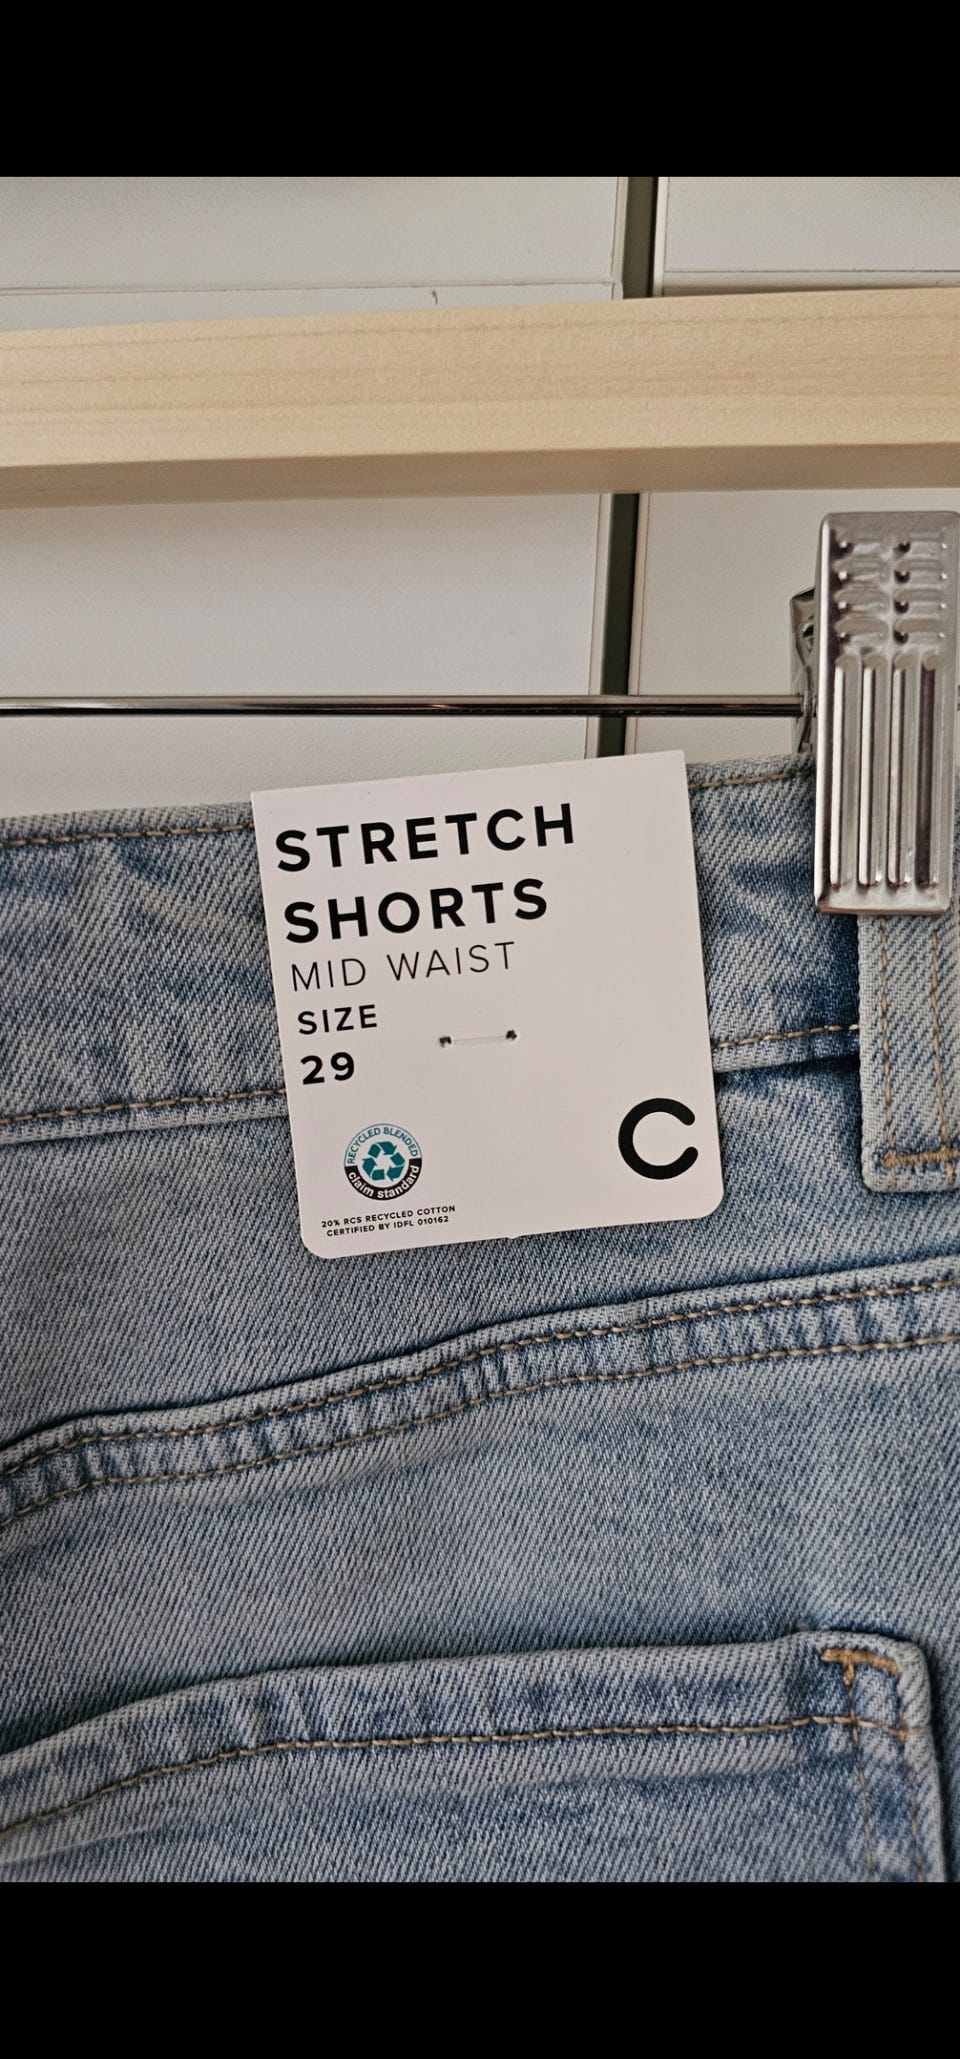 STRETCH
SHORTS
MID WAIST
SIZE
29
C
RECYCLED BLENDED
claim standard
20% RCS RECYCLED COTTON
CERTIFIED BY IDFL 010162